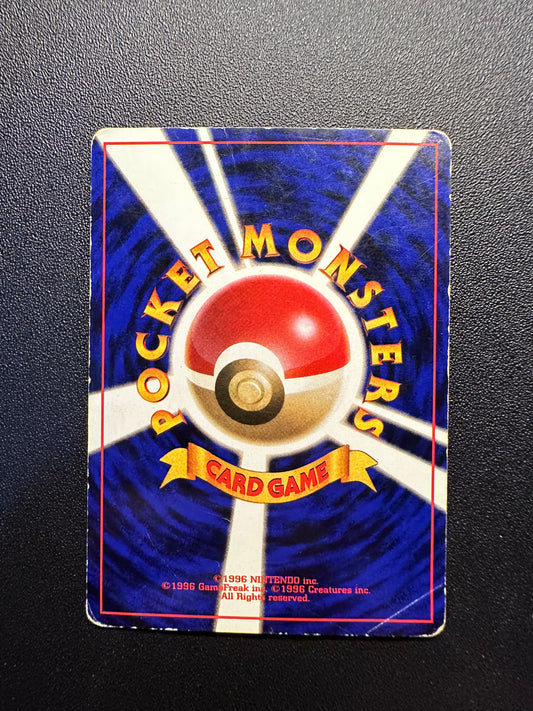 POCKET MONSTERS
CARD GAME
©1996 NINTENDO inc.
©1996 GameFreak inc. ©1996 Creatures inc.
All Rights reserved.